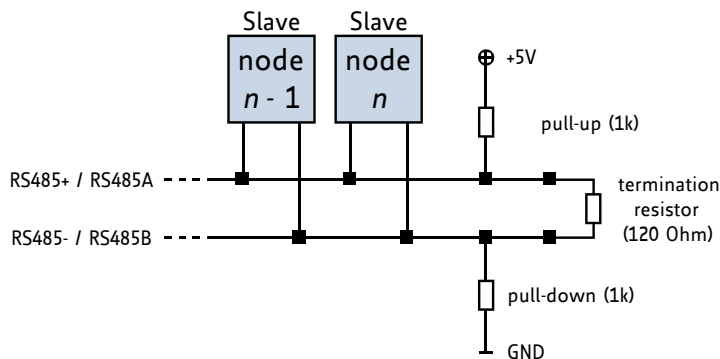 Slave
node
n - 1
Slave
node
n
+5V
pull-up (1k)
RS485+ / RS485A
termination
resistor
(120 Ohm)
RS485- / RS485B
pull-down (1k)
GND